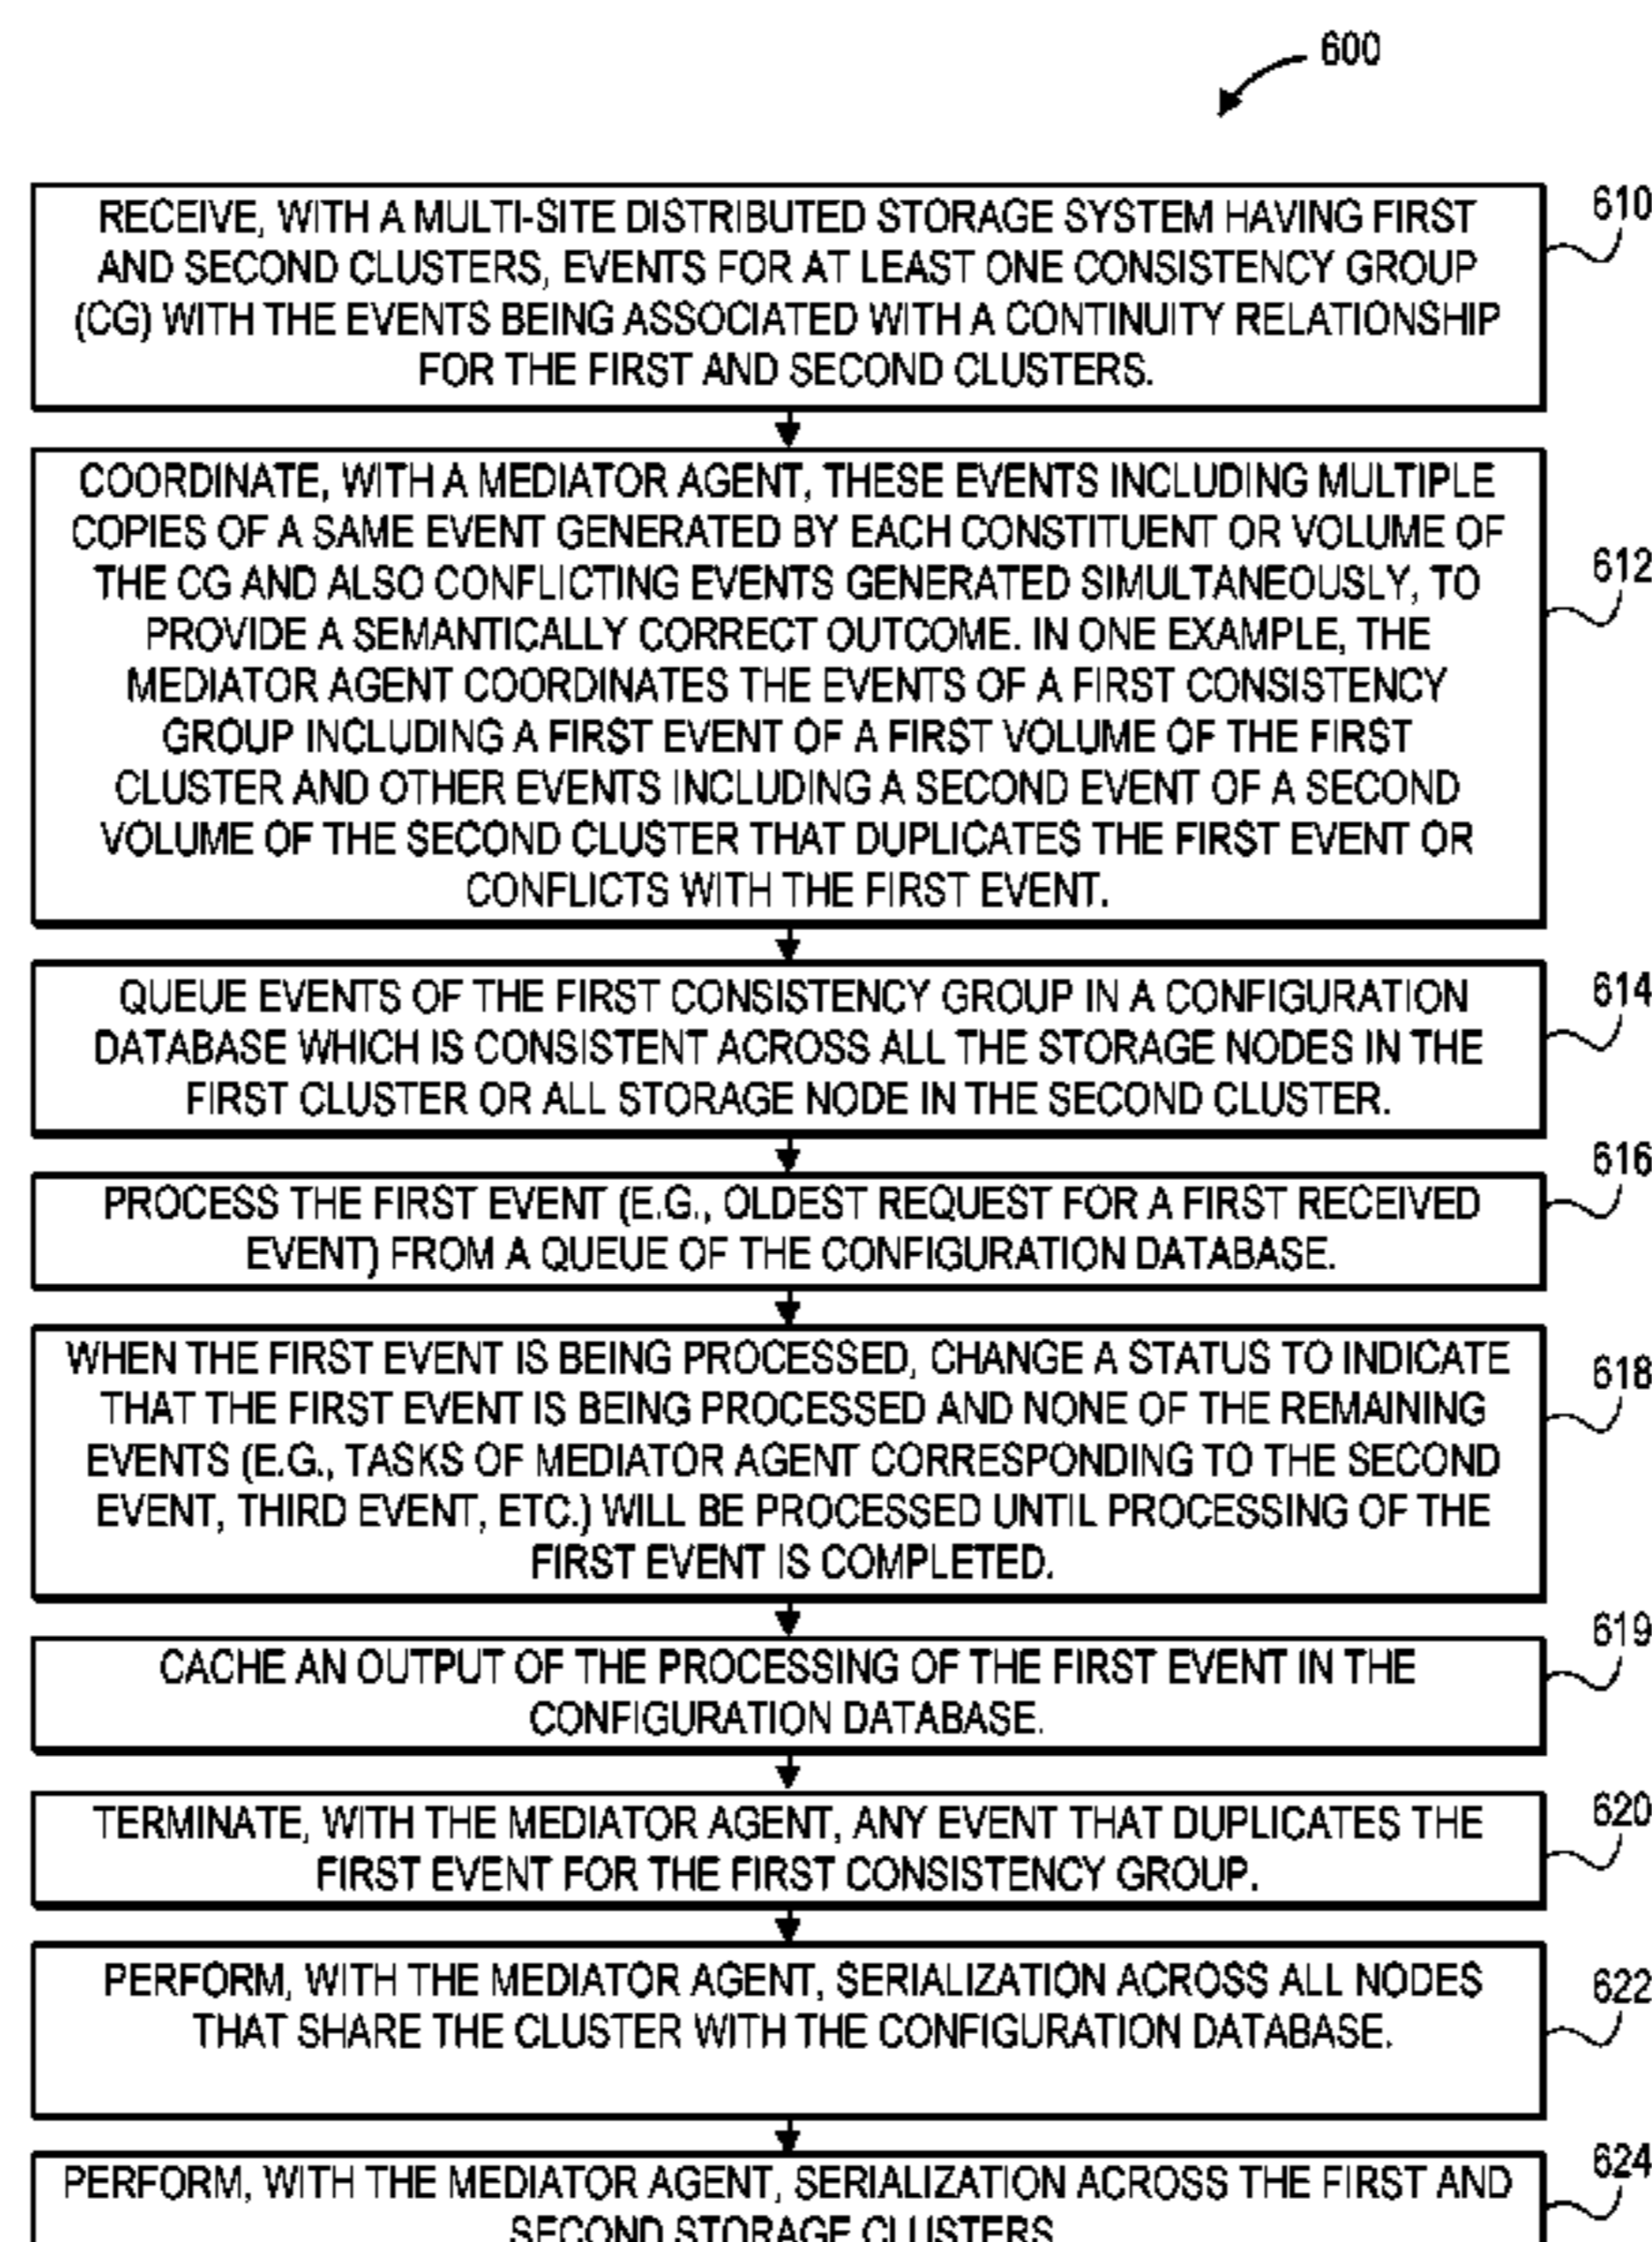 600
610
RECEIVE, WITH A MULTI-SITE DISTRIBUTED STORAGE SYSTEM HAVING FIRST
AND SECOND CLUSTERS, EVENTS FOR AT LEAST ONE CONSISTENCY GROUP
(CG) WITH THE EVENTS BEING ASSOCIATED WITH A CONTINUITY RELATIONSHIP
FOR THE FIRST AND SECOND CLUSTERS.
612
COORDINATE, WITH A MEDIATOR AGENT, THESE EVENTS INCLUDING MULTIPLE
COPIES OF A SAME EVENT GENERATED BY EACH CONSTITUENT OR VOLUME OF
THE CG AND ALSO CONFLICTING EVENTS GENERATED SIMULTANEOUSLY, TO
PROVIDE A SEMANTICALLY CORRECT OUTCOME. IN ONE EXAMPLE, THE
MEDIATOR AGENT COORDINATES THE EVENTS OF A FIRST CONSISTENCY
GROUP INCLUDING A FIRST EVENT OF A FIRST VOLUME OF THE FIRST
CLUSTER AND OTHER EVENTS INCLUDING A SECOND EVENT OF A SECOND
VOLUME OF THE SECOND CLUSTER THAT DUPLICATES THE FIRST EVENT OR
CONFLICTS WITH THE FIRST EVENT.
614
QUEUE EVENTS OF THE FIRST CONSISTENCY GROUP IN A CONFIGURATION
DATABASE WHICH IS CONSISTENT ACROSS ALL THE STORAGE NODES IN THE
FIRST CLUSTER OR ALL STORAGE NODE IN THE SECOND CLUSTER.
616
PROCESS THE FIRST EVENT (E.G., OLDEST REQUEST FOR A FIRST RECEIVED
EVENT) FROM A QUEUE OF THE CONFIGURATION DATABASE.
618
WHEN THE FIRST EVENT IS BEING PROCESSED, CHANGE A STATUS TO INDICATE
THAT THE FIRST EVENT IS BEING PROCESSED AND NONE OF THE REMAINING
EVENTS (E.G., TASKS OF MEDIATOR AGENT CORRESPONDING TO THE SECOND
EVENT, THIRD EVENT, ETC.) WILL BE PROCESSED UNTIL PROCESSING OF THE
FIRST EVENT IS COMPLETED.
619
CACHE AN OUTPUT OF THE PROCESSING OF THE FIRST EVENT IN THE
CONFIGURATION DATABASE.
620
TERMINATE, WITH THE MEDIATOR AGENT, ANY EVENT THAT DUPLICATES THE
FIRST EVENT FOR THE FIRST CONSISTENCY GROUP.
622
PERFORM, WITH THE MEDIATOR AGENT, SERIALIZATION ACROSS ALL NODES
THAT SHARE THE CLUSTER WITH THE CONFIGURATION DATABASE.
624
PERFORM, WITH THE MEDIATOR AGENT, SERIALIZATION ACROSS THE FIRST AND
SECOND STORAGE CLUSTERS